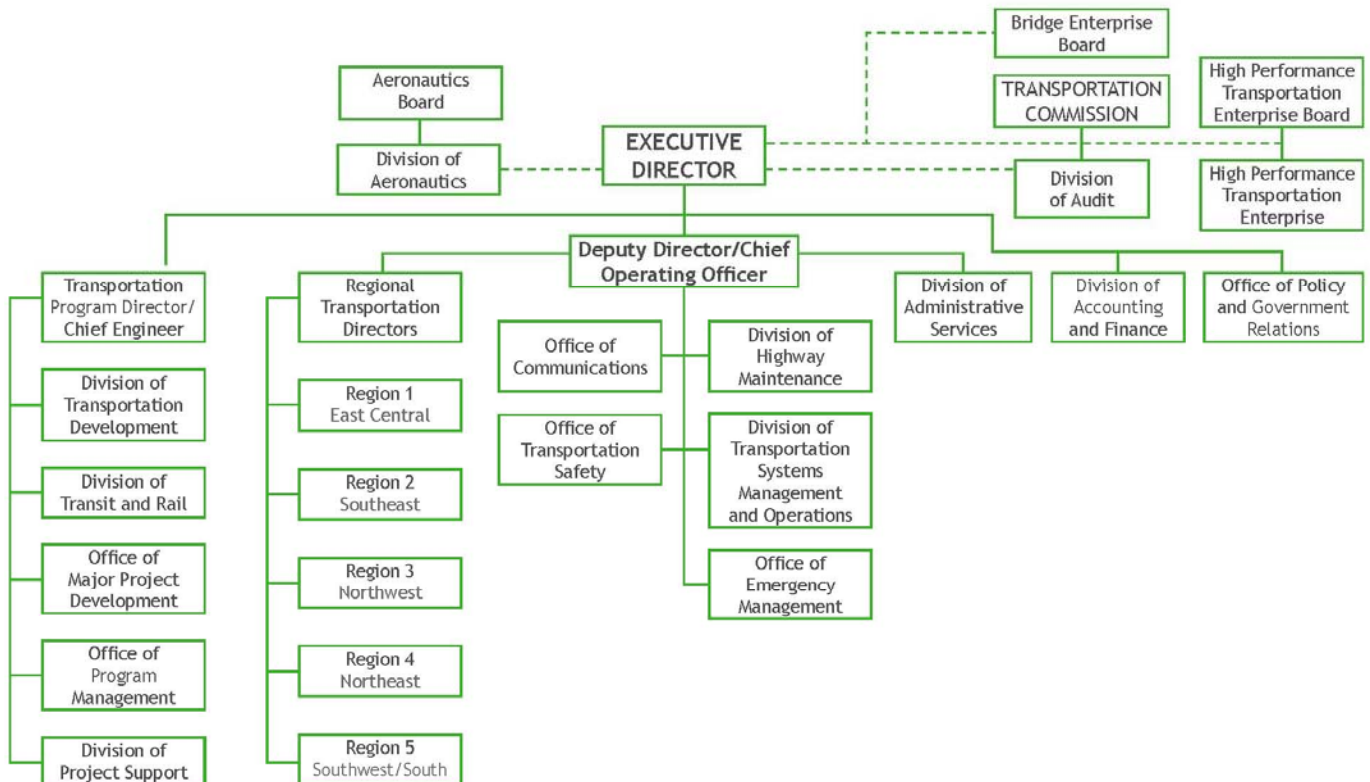 Bridge Enterprise
Board
Aeronautics
Board
TRANSPORTATION
COMMISSION
High Performance
Transportation
Enterprise Board
EXECUTIVE
DIRECTOR
Division of
Aeronautics
Division
of Audit
High Performance
Transportation
Enterprise
Deputy Director/Chief
Operating Officer
Transportation
Program Director/
Chief Engineer
Regional
Transportation
Directors
Division of
Administrative
Services
Division of
Accounting
and Finance
Office of Policy
and Government
Relations
Office of
Communications
Division of
Highway
Maintenance
Division of
Transportation
Development
Region 1
East Central
Office of
Transportation
Safety
Division of
Transportation
Systems
Management
and Operations
Division of
Transit and Rail
Region 2
Southeast
Office of
Major Project
Development
Region 3
Northwest
Office of
Emergency
Management
Office of
Program
Management
Region 4
Northeast
Division of
Project Support
Region 5
Southwest/South